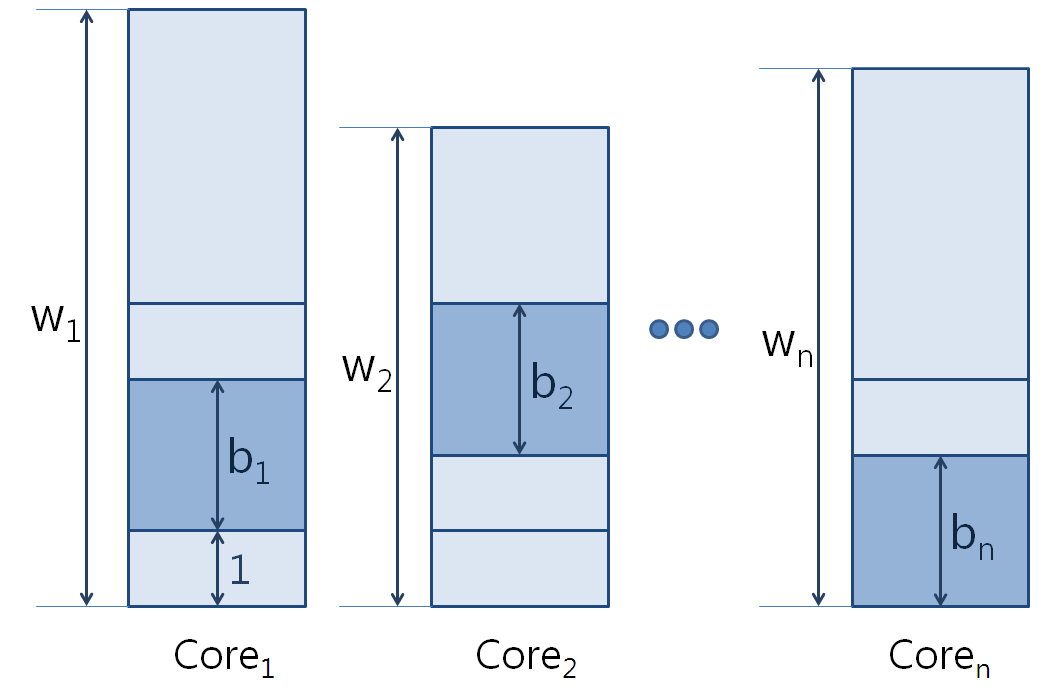 w₁
b₁
1
Core₁
w₂
b₂
Core₂
wₙ
bₙ
Coreₙ